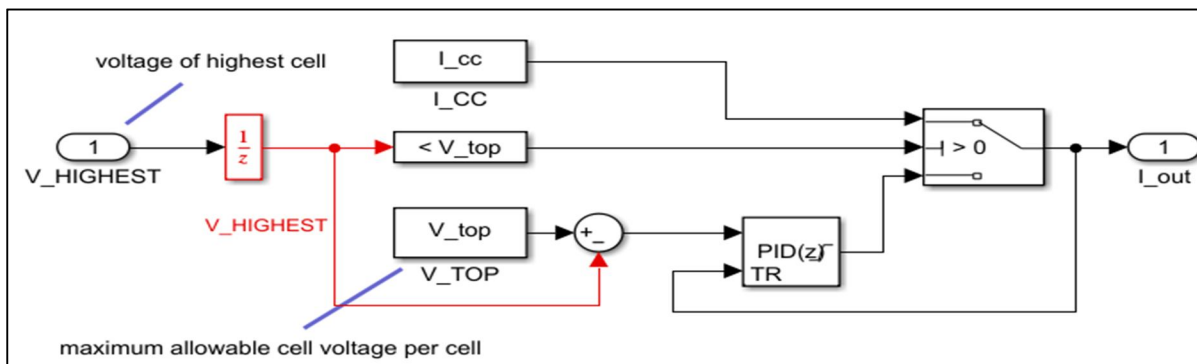 voltage of highest cell
I_cc
I_CC
1
V_HIGHEST
1
z
< V_top
> 0
1
I_out
V_HIGHEST
V_top
V_TOP
+
-
PID(z)
TR
maximum allowable cell voltage per cell